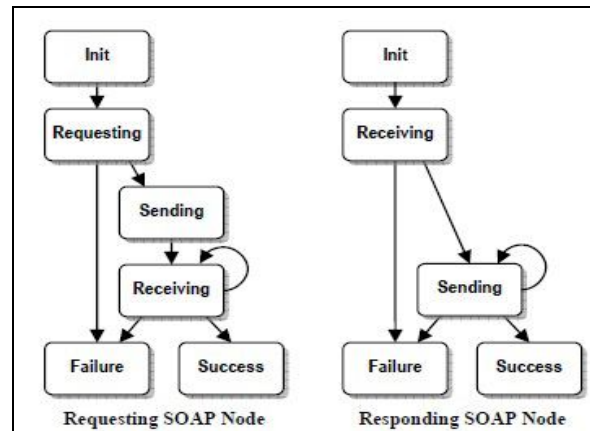 Init
Requesting
Sending
Receiving
Failure
Success
Requesting SOAP Node
Init
Receiving
Sending
Failure
Success
Responding SOAP Node